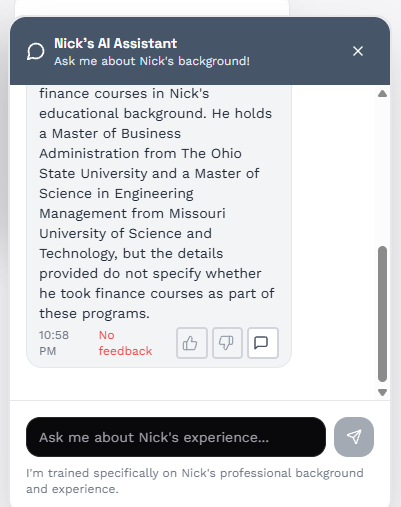 Nick's AI Assistant
Ask me about Nick's background!
finance courses in Nick's
educational background. He holds
a Master of Business
Administration from The Ohio
State University and a Master of
Science in Engineering
Management from Missouri
University of Science and
Technology, but the details
provided do not specify whether
he took finance courses as part of
these programs.
10:58
PM
No
feedback
Ask me about Nick's experience...
I'm trained specifically on Nick's professional background
and experience.